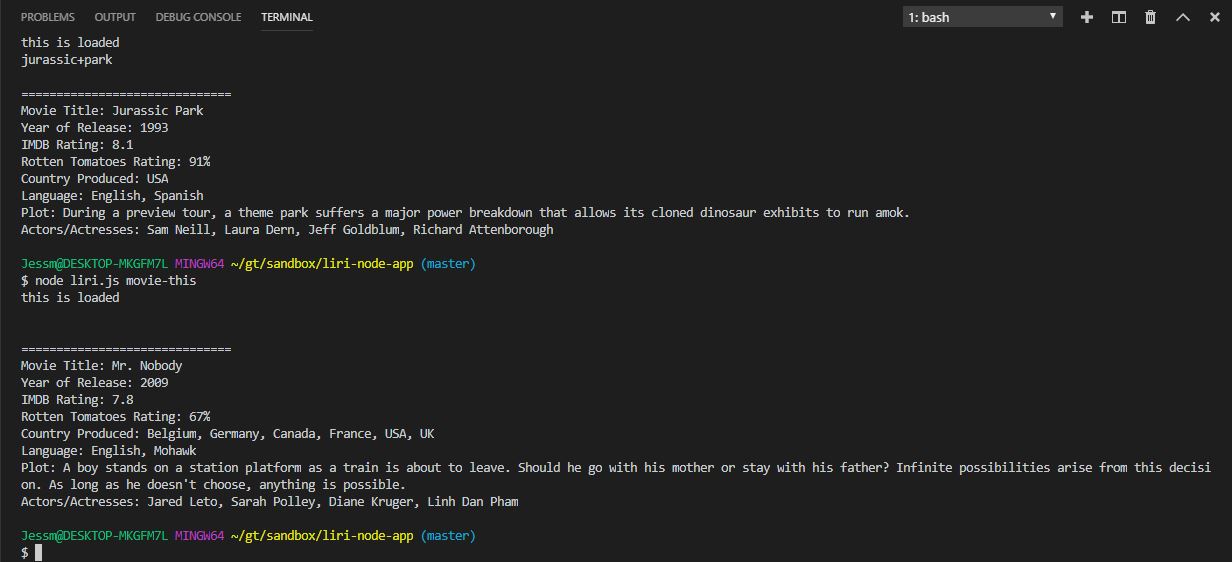 PROBLEMS OUTPUT DEBUG CONSOLE TERMINAL 1: bash
this is loaded
jurassic+park
==============================
Movie Title: Jurassic Park
Year of Release: 1993
IMDB Rating: 8.1
Rotten Tomatoes Rating: 91%
Country Produced: USA
Language: English, Spanish
Plot: During a preview tour, a theme park suffers a major power breakdown that allows its cloned dinosaur exhibits to run amok.
Actors/Actresses: Sam Neill, Laura Dern, Jeff Goldblum, Richard Attenborough
Jessm@DESKTOP-MKGFM7L MINGW64 ~/gt/sandbox/liri-node-app (master)
$ node liri.js movie-this
this is loaded
==============================
Movie Title: Mr. Nobody
Year of Release: 2009
IMDB Rating: 7.8
Rotten Tomatoes Rating: 67%
Country Produced: Belgium, Germany, Canada, France, USA, UK
Language: English, Mohawk
Plot: A boy stands on a station platform as a train is about to leave. Should he go with his mother or stay with his father? Infinite possibilities arise from this decisi
on. As long as he doesn't choose, anything is possible.
Actors/Actresses: Jared Leto, Sarah Polley, Diane Kruger, Linh Dan Pham
Jessm@DESKTOP-MKGFM7L MINGW64 ~/gt/sandbox/liri-node-app (master)
$